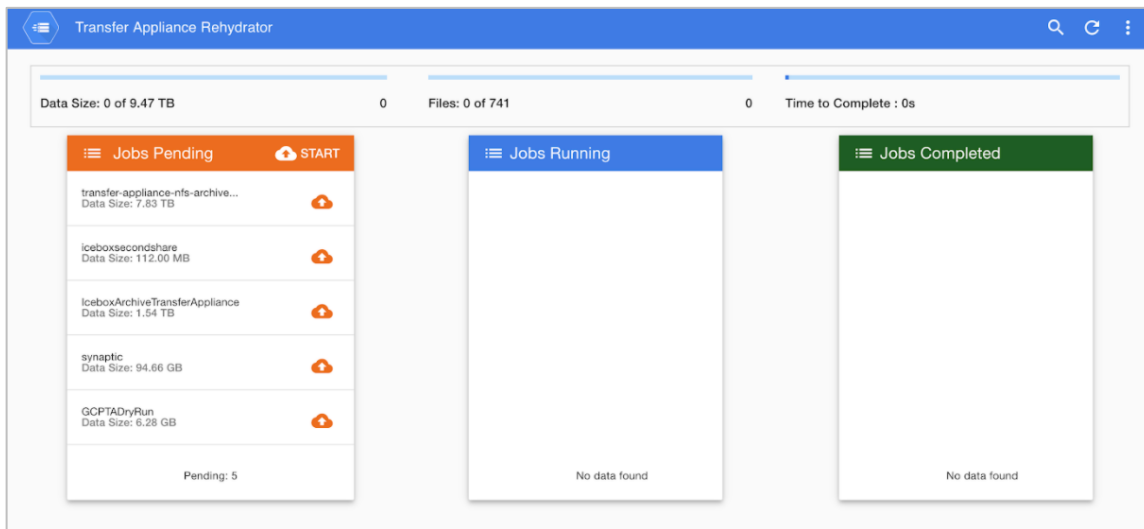 Transfer Appliance Rehydrator
Data Size: 0 of 9.47 TB 0
Files: 0 of 741 0
Time to Complete : 0s
Jobs Pending START
transfer-appliance-nfs-archive...
Data Size: 7.83 TB
iceboxsecondshare
Data Size: 112.00 MB
IceboxArchiveTransferAppliance
Data Size: 1.54 TB
synaptic
Data Size: 94.66 GB
GCPTADryRun
Data Size: 6.28 GB
Pending: 5
Jobs Running
No data found
Jobs Completed
No data found